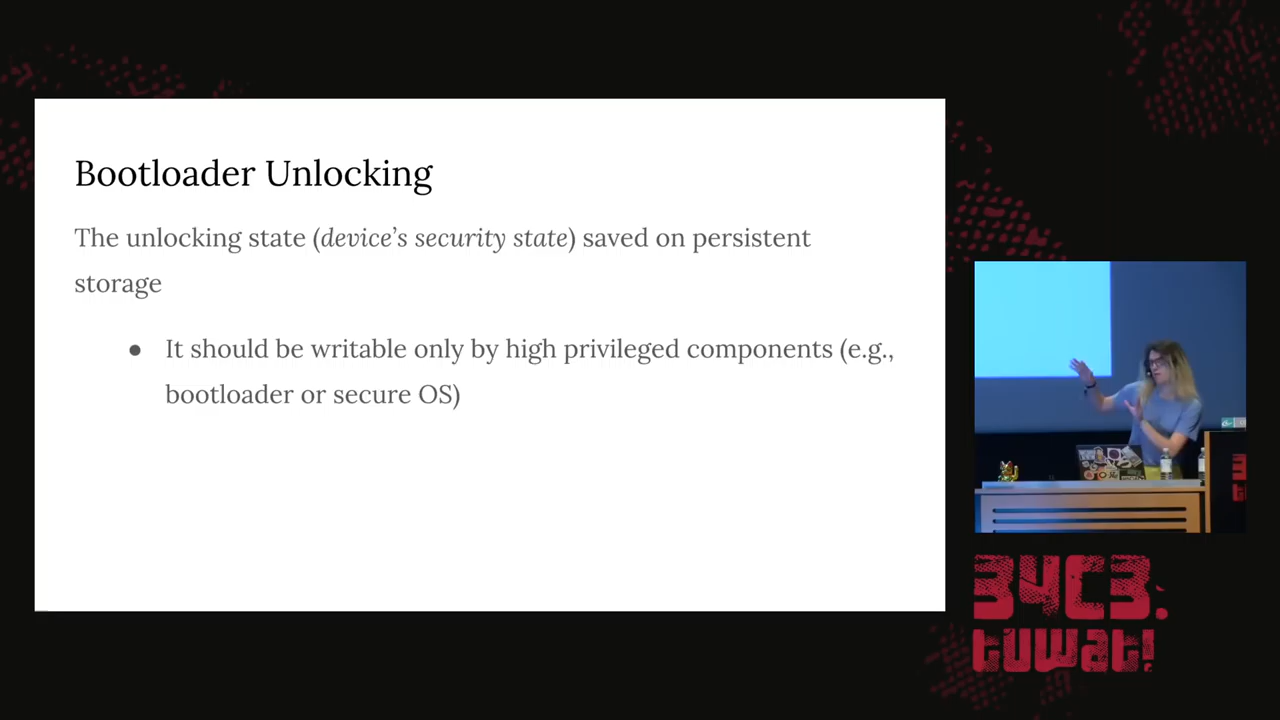 Bootloader Unlocking
The unlocking state (device's security state) saved on persistent
storage
● It should be writable only by high privileged components (e.g.,
bootloader or secure OS)
34C3.
tuwat!